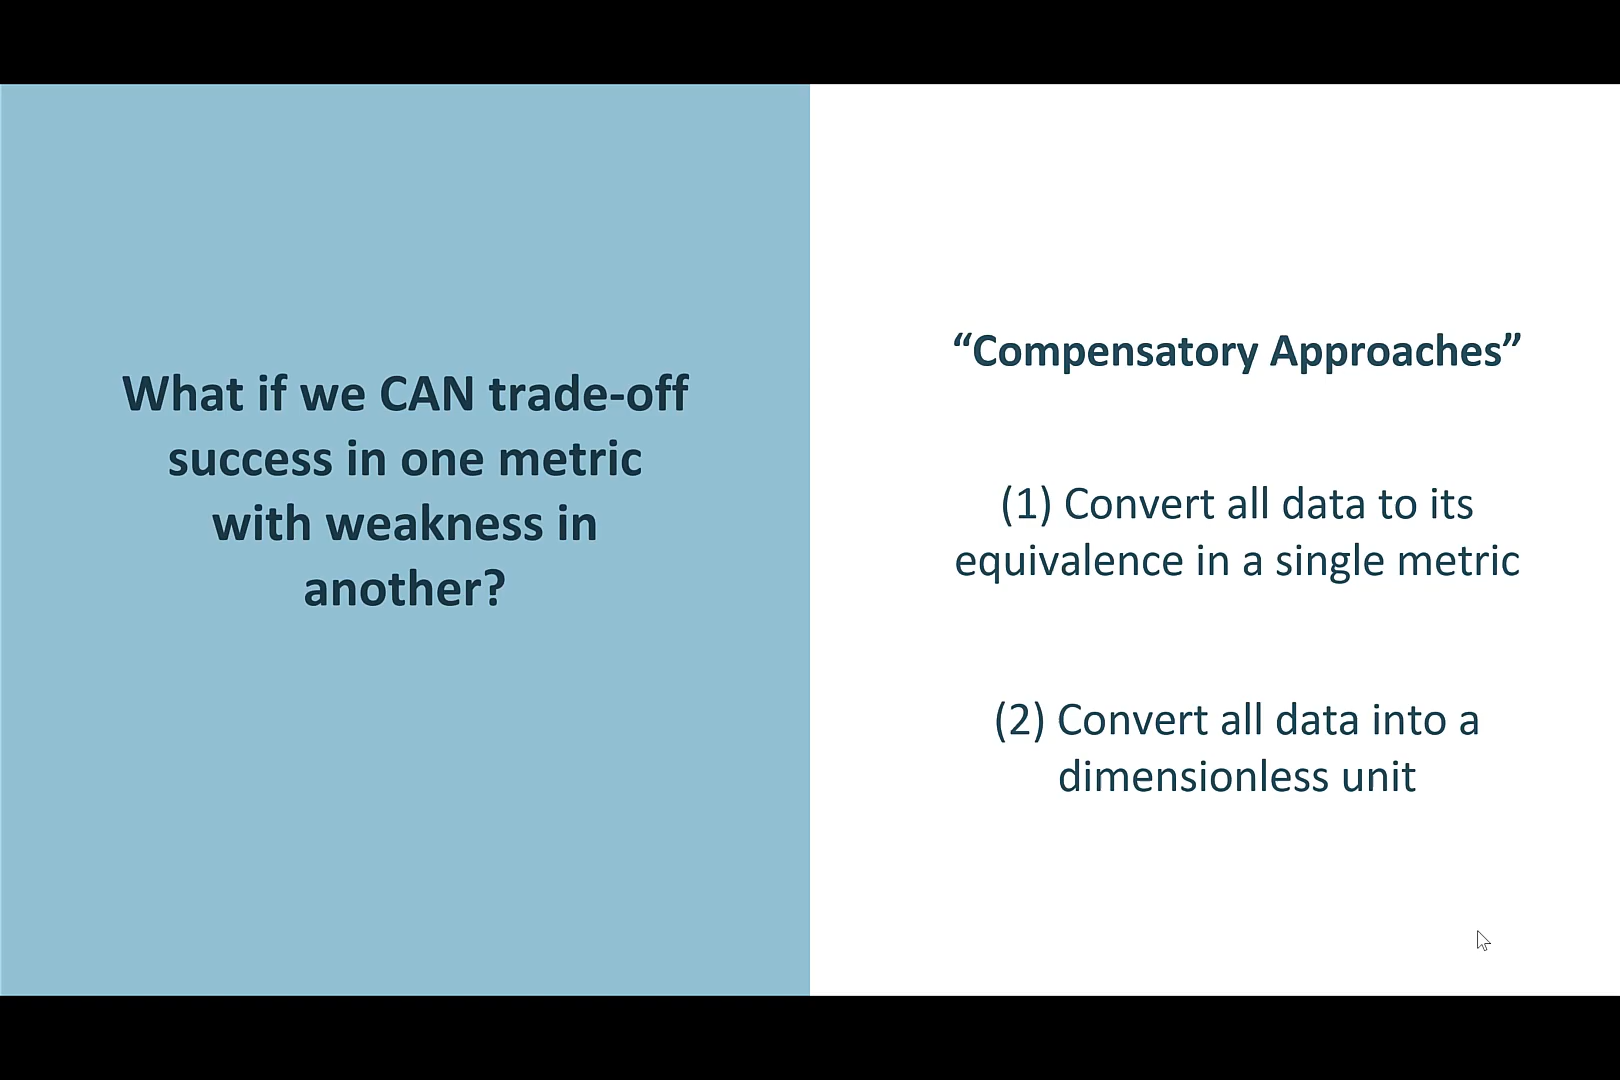 What if we CAN trade-off
success in one metric
with weakness in
another?
“Compensatory Approaches”
(1) Convert all data to its
equivalence in a single metric
(2) Convert all data into a
dimensionless unit